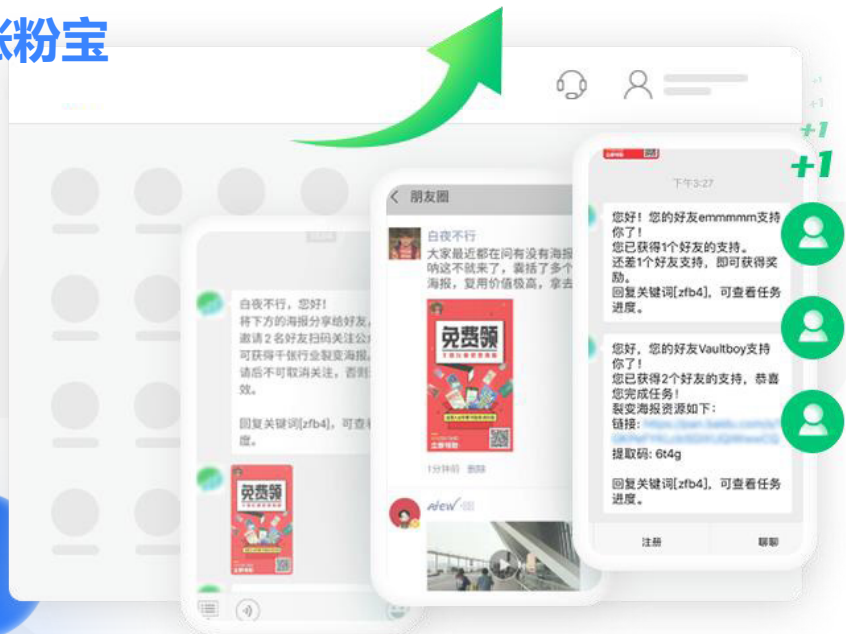 粉宝
+1
+1
+1
+1
白夜不行，您好！
将下方的海报分享给好友，
邀请2名好友扫码关注公
可获得千张行业裂变海报。
请后不可取消关注，否则
效。
回复关键词[zfb4]，可查
度。
免费领
朋友圈
白夜不行
大家最近都在问有没有海报
呐这不就来了，囊括了多个
海报，复用价值极高，拿去
免费领
立即领取
1分钟前 删除
下午3:27
您好！您的好友emmmmm支持
你了！
您已获得1个好友的支持。
还差1个好友支持，即可获得奖
励。
回复关键词[zfb4]，可查看任务
进度。
您好，您的好友Vaultboy支持
你了！
您已获得2个好友的支持，恭喜
您完成任务！
裂变海报资源如下：
链接:
提取码: 6t4g
回复关键词[zfb4]，可查看任务
进度。
注册
聊聊